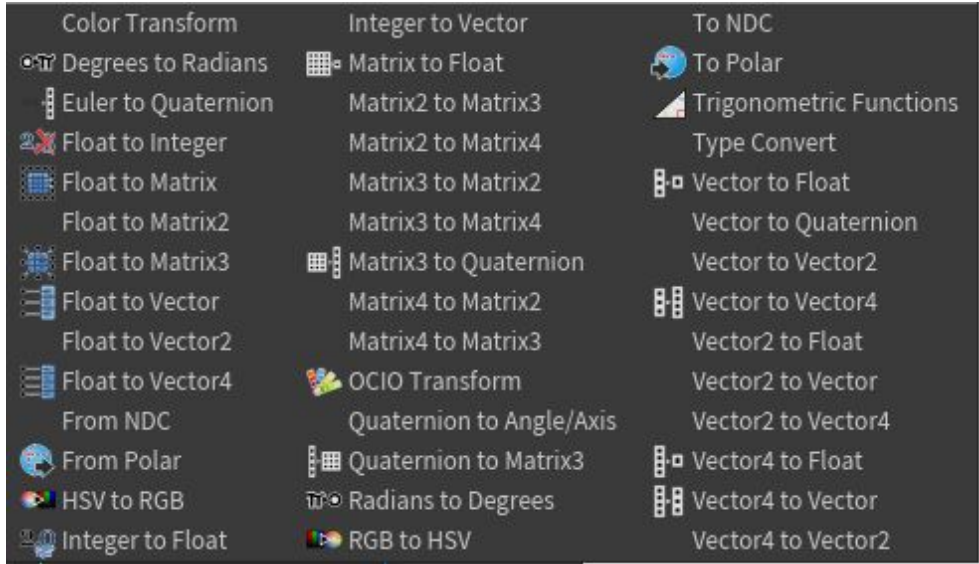 Color Transform
Degrees to Radians
Euler to Quaternion
Float to Integer
Float to Matrix
Float to Matrix2
Float to Matrix3
Float to Vector
Float to Vector2
Float to Vector4
From NDC
From Polar
HSV to RGB
Integer to Float
Integer to Vector
Matrix to Float
Matrix2 to Matrix3
Matrix2 to Matrix4
Matrix3 to Matrix2
Matrix3 to Matrix4
Matrix3 to Quaternion
Matrix4 to Matrix2
Matrix4 to Matrix3
OCIO Transform
Quaternion to Angle/Axis
Quaternion to Matrix3
Radians to Degrees
RGB to HSV
To NDC
To Polar
Trigonometric Functions
Type Convert
Vector to Float
Vector to Quaternion
Vector to Vector2
Vector to Vector4
Vector2 to Float
Vector2 to Vector
Vector2 to Vector4
Vector4 to Float
Vector4 to Vector
Vector4 to Vector2